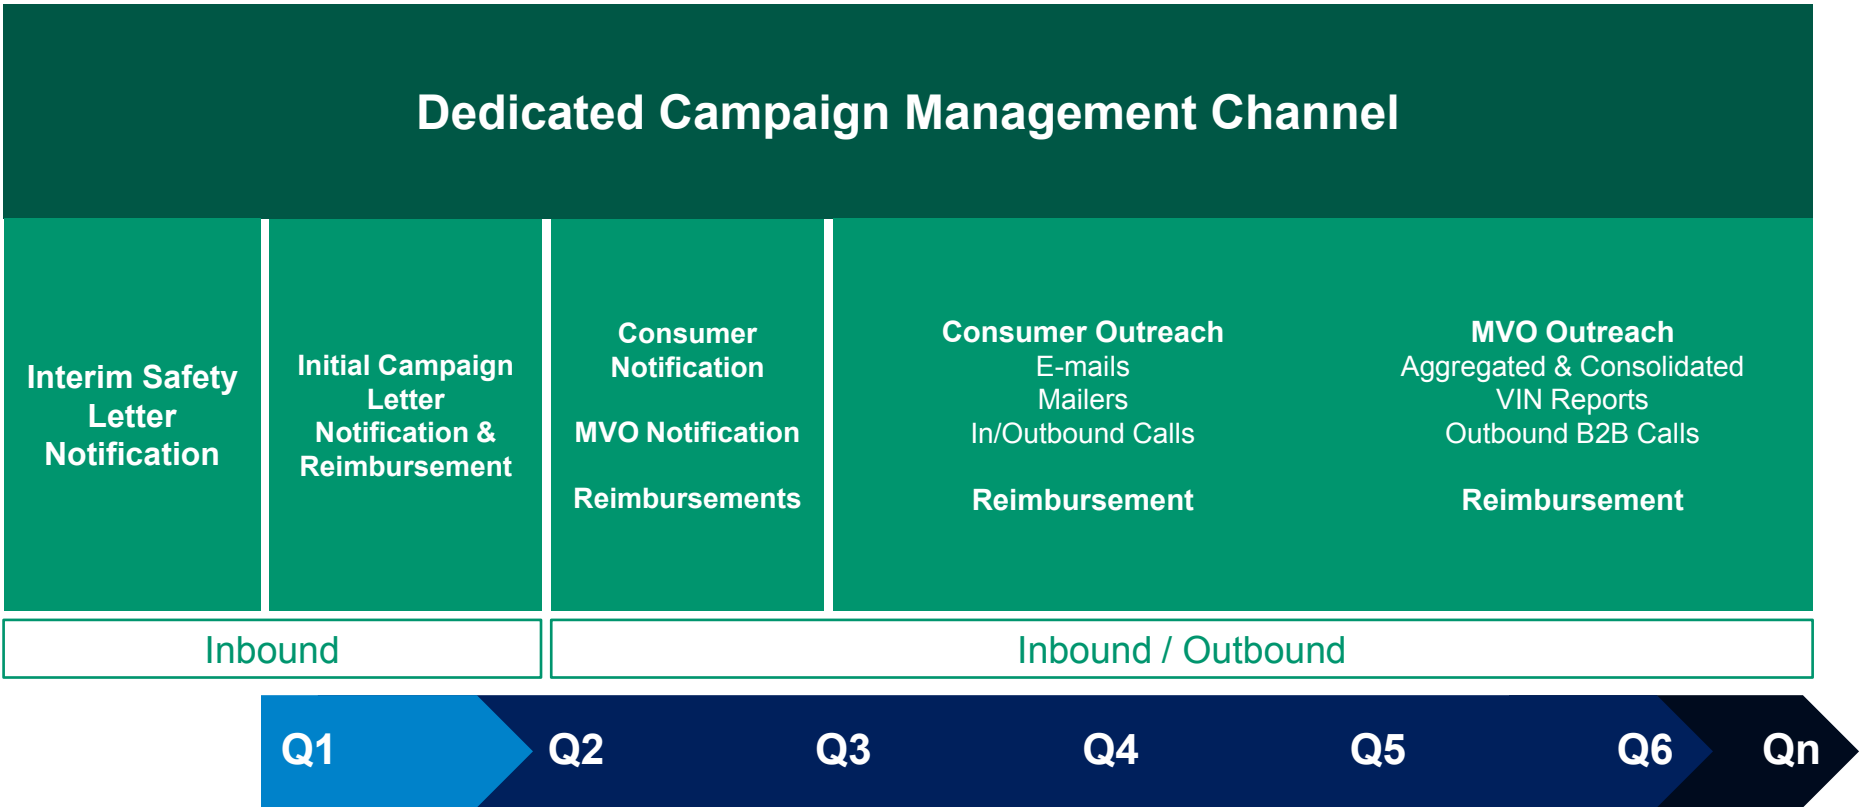 Dedicated Campaign Management Channel
Interim Safety
Letter
Notification
Initial Campaign
Letter
Notification &
Reimbursement
Consumer
Notification
MVO Notification
Reimbursements
Consumer Outreach
E-mails
Mailers
In/Outbound Calls
Reimbursement
MVO Outreach
Aggregated & Consolidated
VIN Reports
Outbound B2B Calls
Reimbursement
Inbound
Inbound / Outbound
Q1
Q2
Q3
Q4
Q5
Q6
Qn